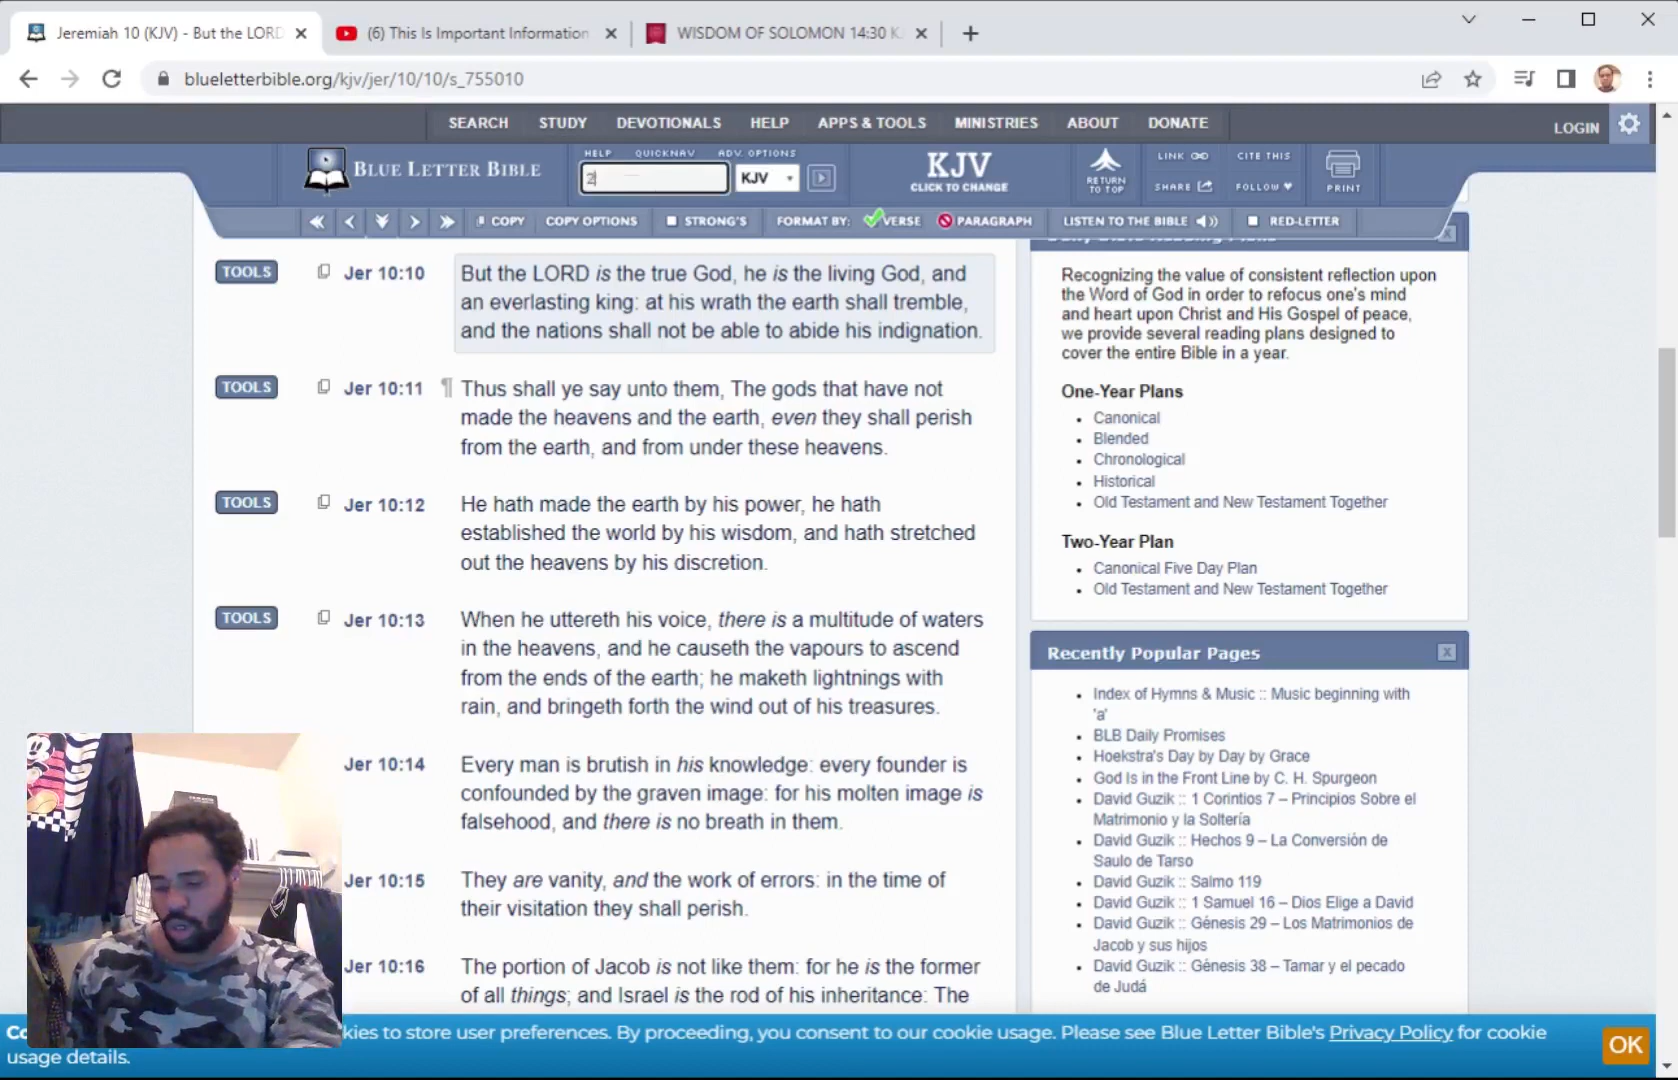 Jeremiah 10 (KJV) - But the LORD
(6) This Is Important Information
WISDOM OF SOLOMON 14:30 K
blueletterbible.org/kjv/jer/10/10/s_755010
SEARCH STUDY DEVOTIONALS HELP APPS & TOOLS MINISTRIES ABOUT DONATE
LOGIN
HELP QUICKNAV ADV. OPTIONS
BLUE LETTER BIBLE
2
KJV
KJV
CLICK TO CHANGE
RETURN
TO TOP
LINK
CITE THIS
SHARE
FOLLOW
PRINT
COPY COPY OPTIONS STRONG'S FORMAT BY: VERSE PARAGRAPH LISTEN TO THE BIBLE RED-LETTER
TOOLS Jer 10:10 But the LORD is the true God, he is the living God, and
an everlasting king: at his wrath the earth shall tremble,
and the nations shall not be able to abide his indignation.
TOOLS Jer 10:11 ¶ Thus shall ye say unto them, The gods that have not
made the heavens and the earth, even they shall perish
from the earth, and from under these heavens.
TOOLS Jer 10:12 He hath made the earth by his power, he hath
established the world by his wisdom, and hath stretched
out the heavens by his discretion.
TOOLS Jer 10:13 When he uttereth his voice, there is a multitude of waters
in the heavens, and he causeth the vapours to ascend
from the ends of the earth; he maketh lightnings with
rain, and bringeth forth the wind out of his treasures.
Jer 10:14 Every man is brutish in his knowledge: every founder is
confounded by the graven image: for his molten image is
falsehood, and there is no breath in them.
Jer 10:15 They are vanity, and the work of errors: in the time of
their visitation they shall perish.
Jer 10:16 The portion of Jacob is not like them: for he is the former
of all things; and Israel is the rod of his inheritance: The
Recognizing the value of consistent reflection upon
the Word of God in order to refocus one's mind
and heart upon Christ and His Gospel of peace,
we provide several reading plans designed to
cover the entire Bible in a year.
One-Year Plans
Canonical
Blended
Chronological
Historical
Old Testament and New Testament Together
Two-Year Plan
Canonical Five Day Plan
Old Testament and New Testament Together
Recently Popular Pages
Index of Hymns & Music :: Music beginning with
'a'
BLB Daily Promises
Hoekstra's Day by Day by Grace
God Is in the Front Line by C. H. Spurgeon
David Guzik :: 1 Corintios 7 – Principios Sobre el
Matrimonio y la Soltería
David Guzik :: Hechos 9 – La Conversión de
Saulo de Tarso
David Guzik :: Salmo 119
David Guzik :: 1 Samuel 16 – Dios Elige a David
David Guzik :: Génesis 29 – Los Matrimonios de
Jacob y sus hijos
David Guzik :: Génesis 38 – Tamar y el pecado
de Judá
Co
kies to store user preferences. By proceeding, you consent to our cookie usage. Please see Blue Letter Bible's Privacy Policy for cookie
usage details.
OK